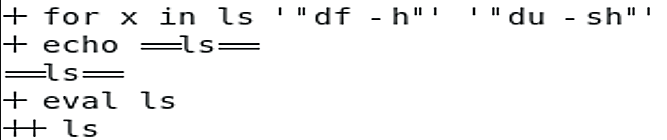 + for x in ls '"df -h"' '"du -sh"'
+ echo ==ls==
==ls==
+ eval ls
++ ls